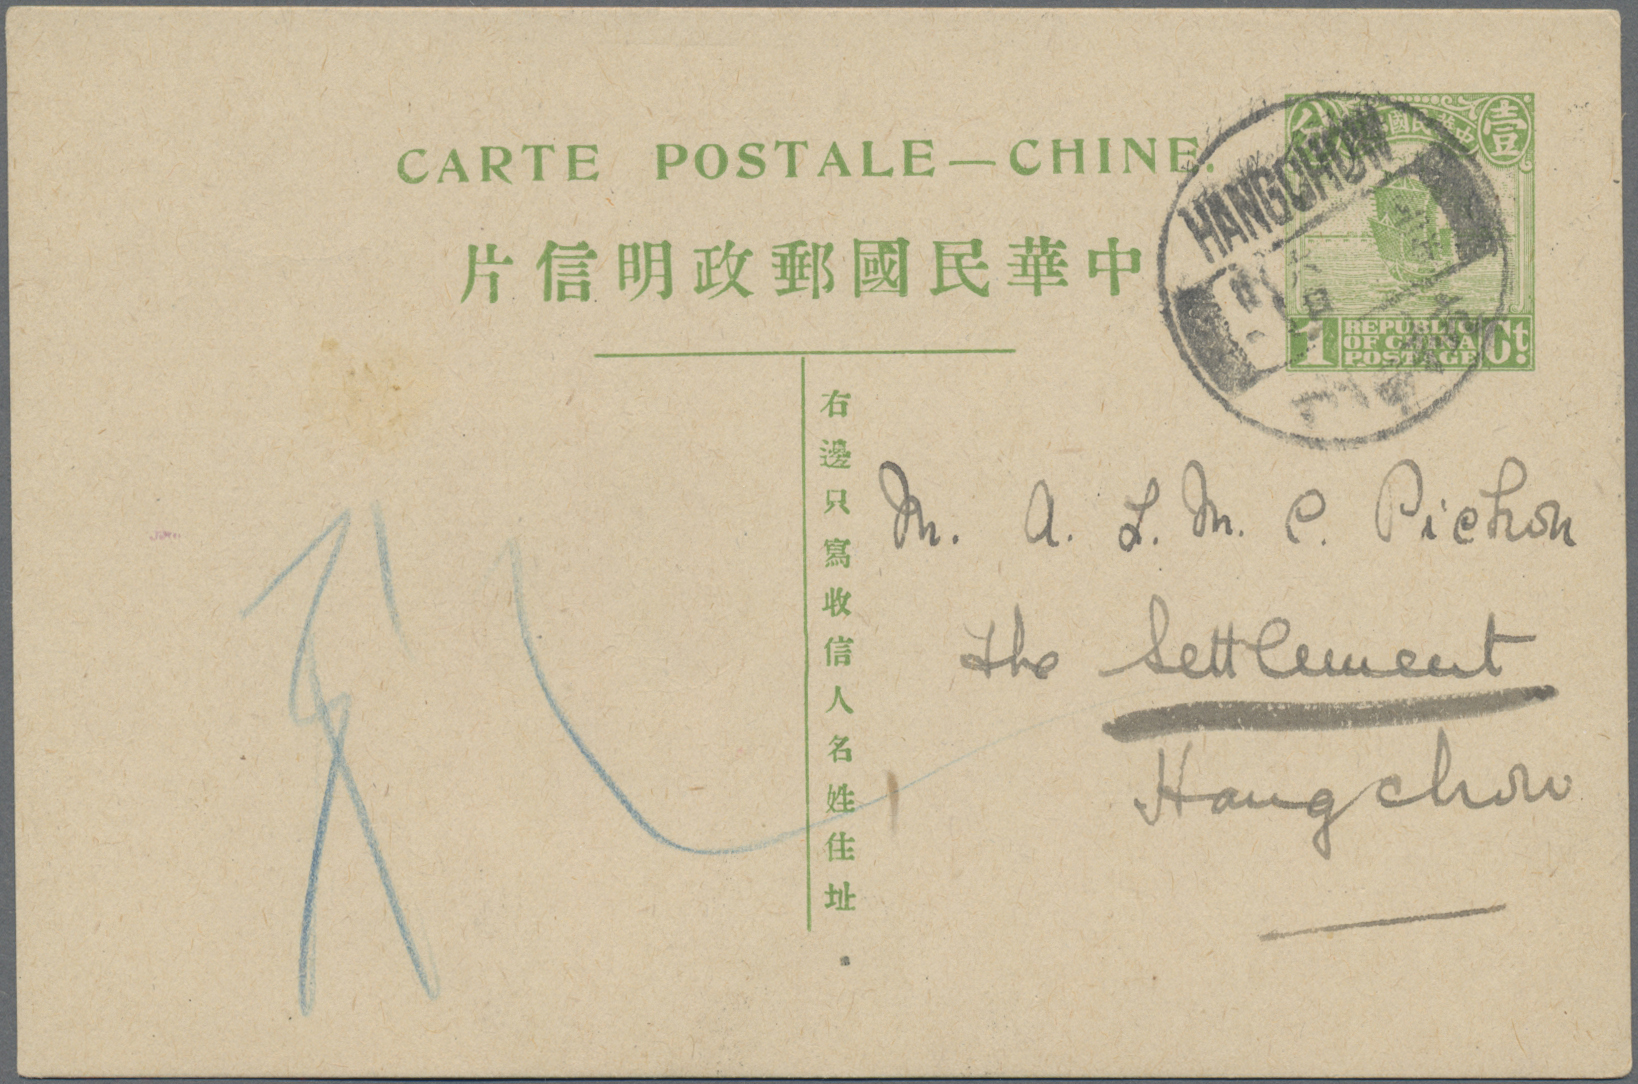 CARTE POSTALE—CHINE.
片信明政郵國民華中
壹
1 Ct.
REPUBLIC
OF CHINA
POSTAGE
HANGCHOW
右邊只寫收信人名姓住址
M. A. L. M. C. Pichon
The Settlement
Hangchow